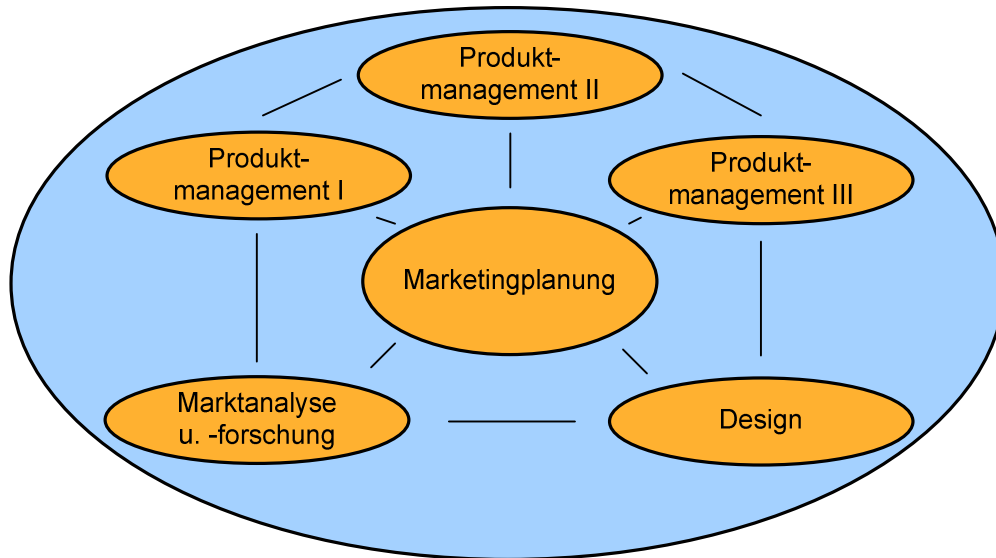 Produkt-
management II
Produkt-
management I
Produkt-
management III
Marketingplanung
Marktanalyse
u. -forschung
Design